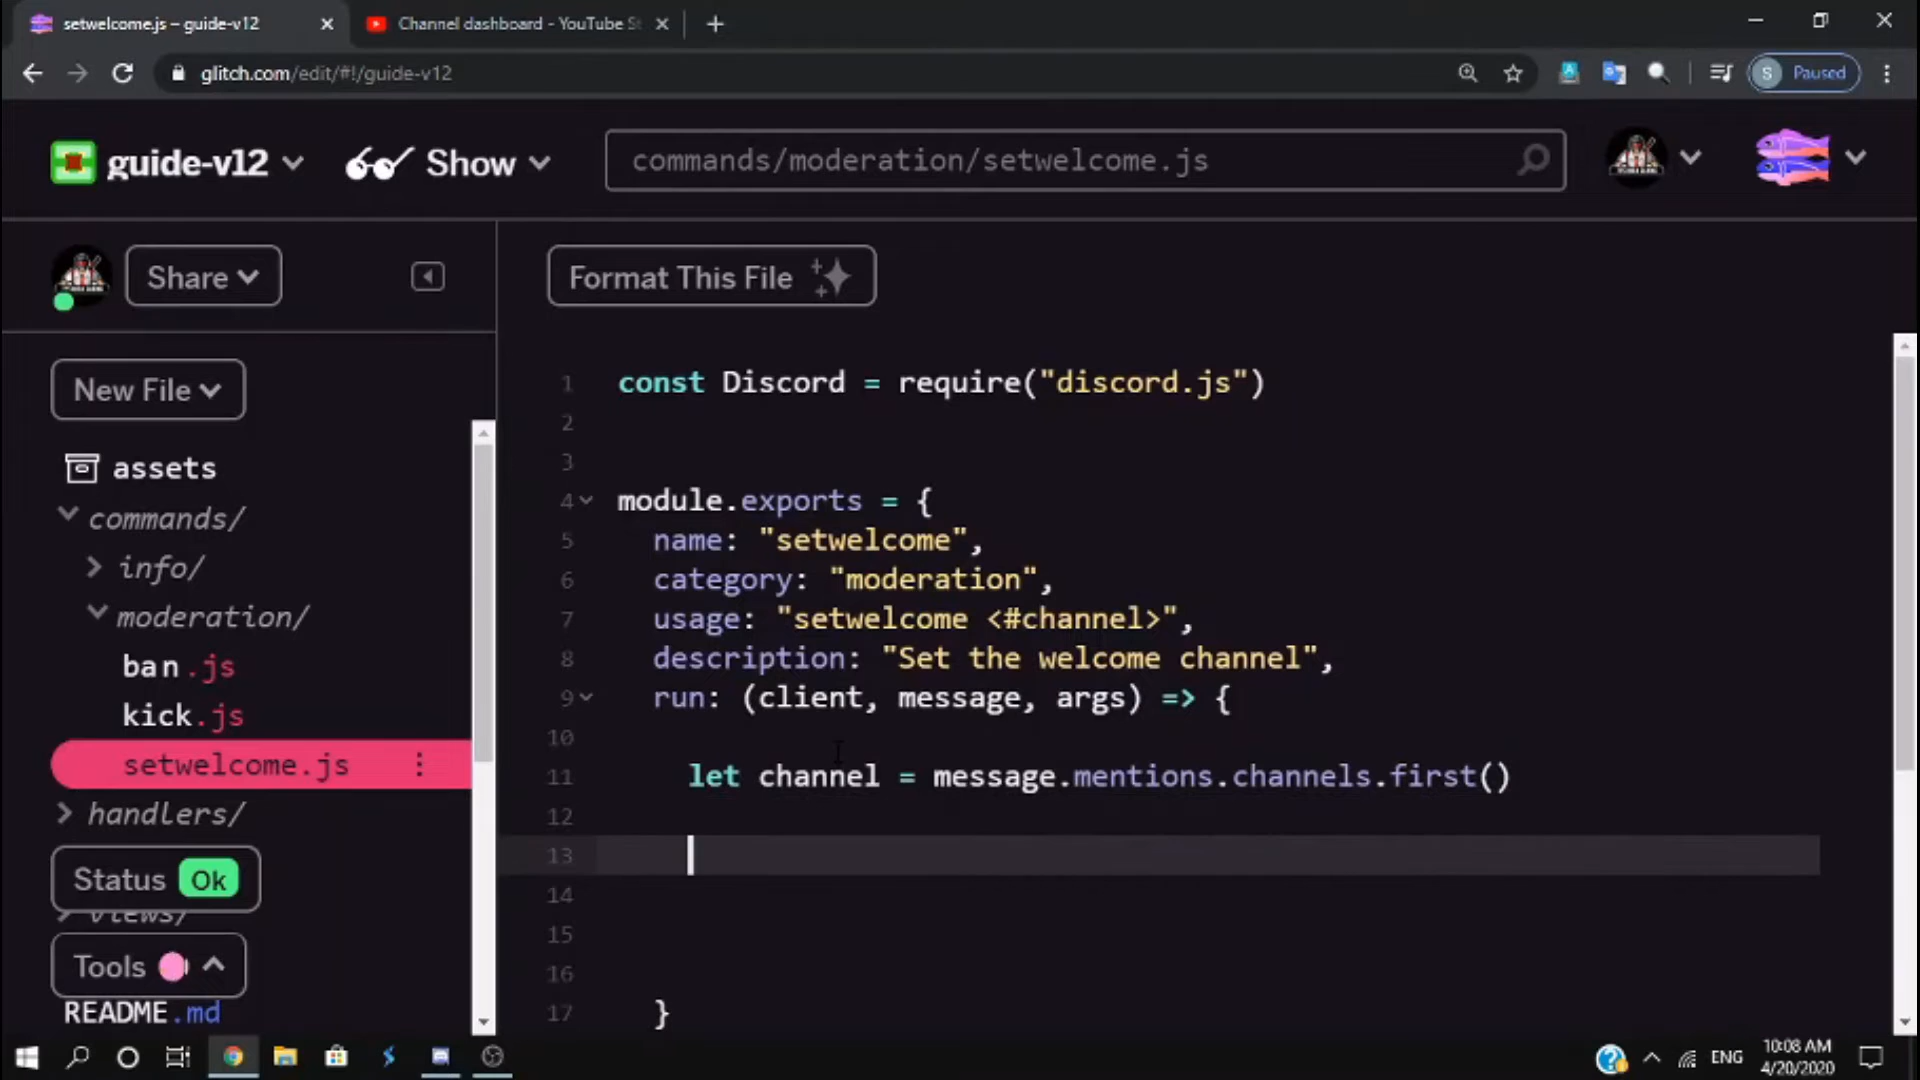 setwelcome.js – guide-v12
Channel dashboard - YouTube St
glitch.com/edit/#!/guide-v12
S Paused
guide-v12
Show
commands/moderation/setwelcome.js
Share
Format This File
New File
assets
commands/
info/
moderation/
ban.js
kick.js
setwelcome.js
handlers/
Status Ok
views/
Tools
README.md
1 const Discord = require("discord.js")
2
3
4 module.exports = {
5 name: "setwelcome",
6 category: "moderation",
7 usage: "setwelcome <#channel>",
8 description: "Set the welcome channel",
9 run: (client, message, args) => {
10
11 let channel = message.mentions.channels.first()
12
13
14
15
16
17 }
ENG
10:08 AM
4/20/2020